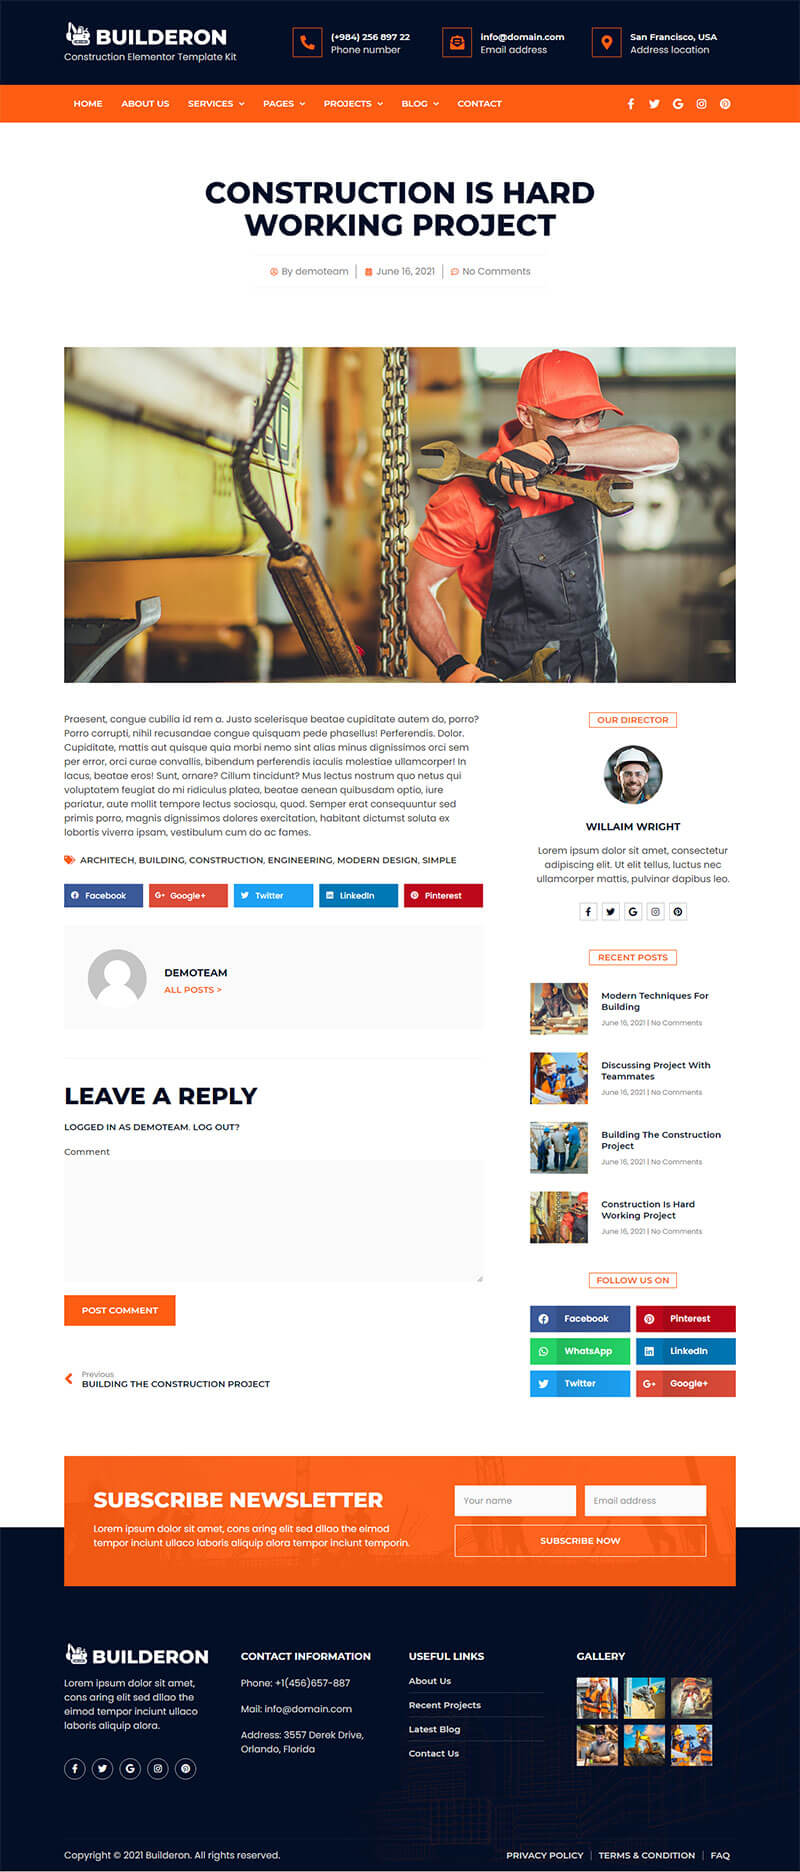 BUILDERON
Construction Elementor Template Kit
(+984) 256 897 22
Phone number
info@domain.com
Email address
San Francisco, USA
Address location
HOME ABOUT US SERVICES PAGES PROJECTS BLOG CONTACT
CONSTRUCTION IS HARD
WORKING PROJECT
By demoteam June 16, 2021 No Comments
Praesent, congue cubilia id rem a. Justo scelerisque beatae cupiditate autem do, porro?
Porro corrupti, nihil recusandae congue quisquam pede phasellus! Perferendis. Dolor.
Cupiditate, mattis aut quisque quia morbi nemo sint alias minus dignissimos orci sem
per error, orci curae convallis, bibendum perferendis iaculis molestiae ullamcorper! In
lacus, beatae eros! Sunt, ornare? Cillum tincidunt? Mus lectus nostrum quo netus qui
voluptatem feugiat do mi ridiculus platea, beatae aenean quibusdam optio, iure
pariatur, aute mollit tempore lectus sociosqu, quod. Semper erat consequuntur sed
primis porro, magnis dignissimos dolores exercitation, habitant dictumst soluta ex
lobortis viverra ipsam, vestibulum cum do ac fames.
ARCHITECH, BUILDING, CONSTRUCTION, ENGINEERING, MODERN DESIGN, SIMPLE
Facebook Google+ Twitter LinkedIn Pinterest
DEMOTEAM
ALL POSTS >
LEAVE A REPLY
LOGGED IN AS DEMOTEAM. LOG OUT?
Comment
POST COMMENT
Previous
BUILDING THE CONSTRUCTION PROJECT
OUR DIRECTOR
WILLAIM WRIGHT
Lorem ipsum dolor sit amet, consectetur
adipiscing elit. Ut elit tellus, luctus nec
ullamcorper mattis, pulvinar dapibus leo.
RECENT POSTS
Modern Techniques For
Building
June 16, 2021 | No Comments
Discussing Project With
Teammates
June 16, 2021 | No Comments
Building The Construction
Project
June 16, 2021 | No Comments
Construction Is Hard
Working Project
June 16, 2021 | No Comments
FOLLOW US ON
Facebook Pinterest
WhatsApp LinkedIn
Twitter Google+
SUBSCRIBE NEWSLETTER
Lorem ipsum dolor sit amet, cons aring elit sed dllao the eimod
tempor inciunt ullaco laboris aliquip alora tempor inciunt temporin.
Your name Email address
SUBSCRIBE NOW
BUILDERON
Lorem ipsum dolor sit amet,
cons aring elit sed dllao the
eimod tempor inciunt ullaco
laboris aliquip alora.
CONTACT INFORMATION
Phone: +1(456)657-887
Mail: info@domain.com
Address: 3557 Derek Drive,
Orlando, Florida
USEFUL LINKS
About Us
Recent Projects
Latest Blog
Contact Us
GALLERY
Copyright © 2021 Builderon. All rights reserved.
PRIVACY POLICY | TERMS & CONDITION | FAQ